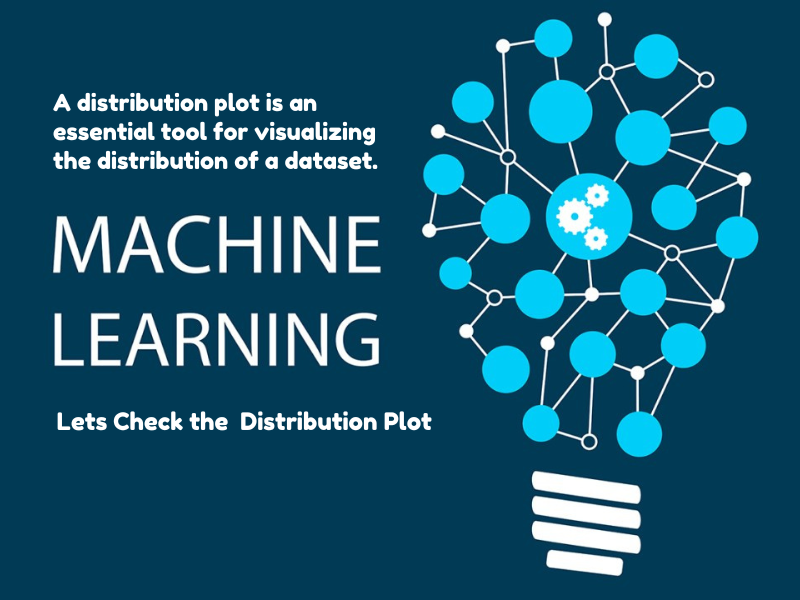 A distribution plot is an
essential tool for visualizing
the distribution of a dataset.
MACHINE
LEARNING
Lets Check the  Distribution Plot